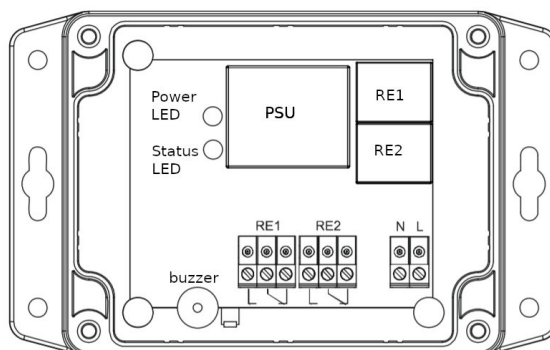 Power
LED
Status
LED
PSU
RE1
RE2
RE1 RE2
N L
buzzer